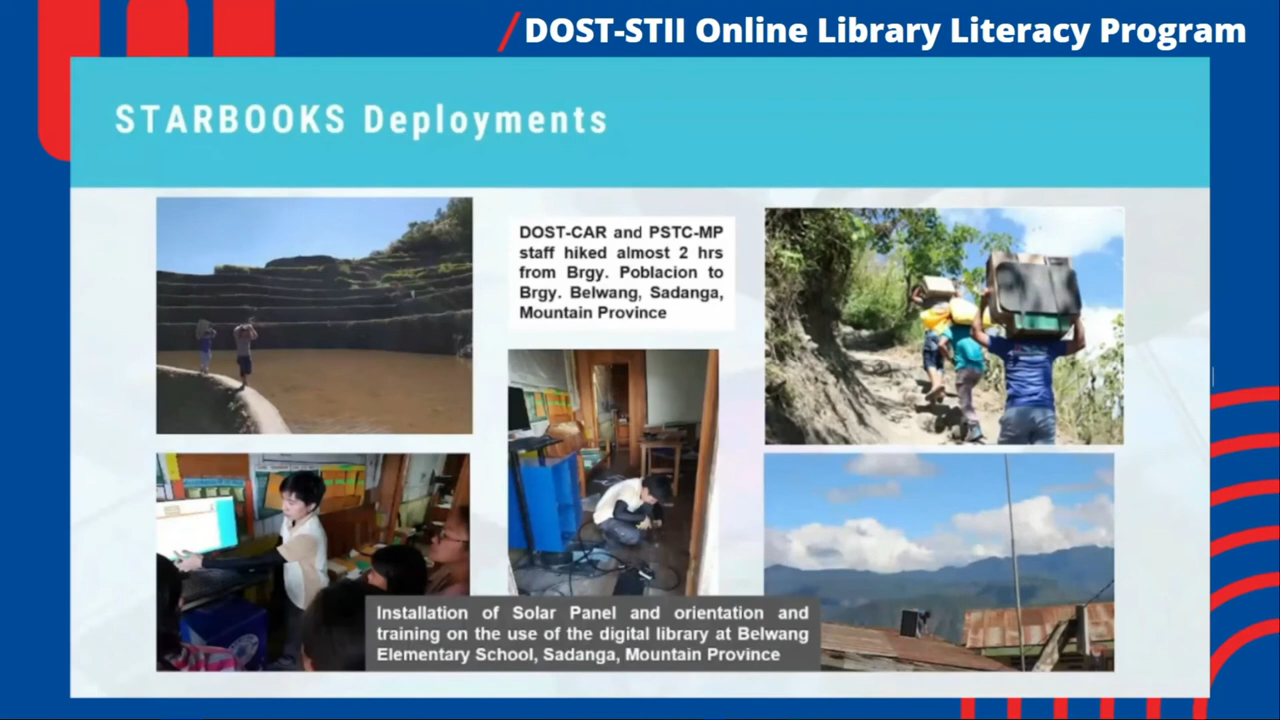 /DOST-STII Online Library Literacy Program
STARBOOKS Deployments
DOST-CAR and PSTC-MP
staff hiked almost 2 hrs
from Brgy. Poblacion to
Brgy. Belwang, Sadanga,
Mountain Province
Installation of Solar Panel and orientation and
training on the use of the digital library at Belwang
Elementary School, Sadanga, Mountain Province